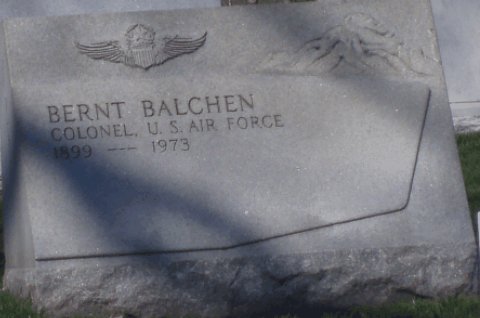 BERNT BALCHEN
COLONEL, U.S. AIR FORCE
1899 --- 1973